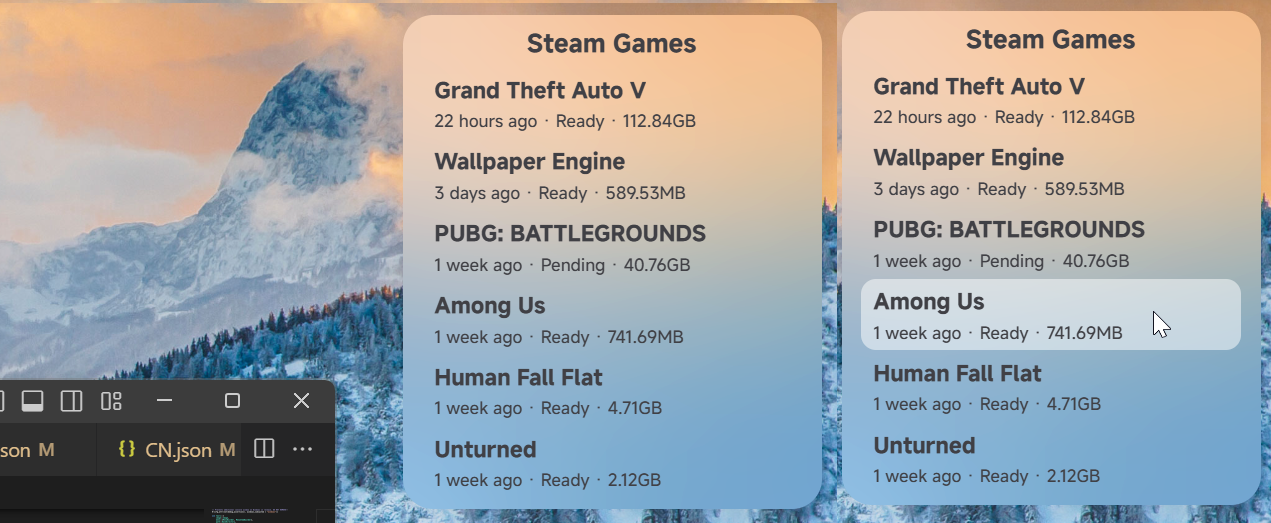 Steam Games
Grand Theft Auto V
22 hours ago · Ready · 112.84GB
Wallpaper Engine
3 days ago · Ready · 589.53MB
PUBG: BATTLEGROUNDS
1 week ago · Pending · 40.76GB
Among Us
1 week ago · Ready · 741.69MB
Human Fall Flat
1 week ago · Ready · 4.71GB
Unturned
1 week ago · Ready · 2.12GB
Steam Games
Grand Theft Auto V
22 hours ago · Ready · 112.84GB
Wallpaper Engine
3 days ago · Ready · 589.53MB
PUBG: BATTLEGROUNDS
1 week ago · Pending · 40.76GB
Among Us
1 week ago · Ready · 741.69MB
Human Fall Flat
1 week ago · Ready · 4.71GB
Unturned
1 week ago · Ready · 2.12GB
son M {} CN.json M